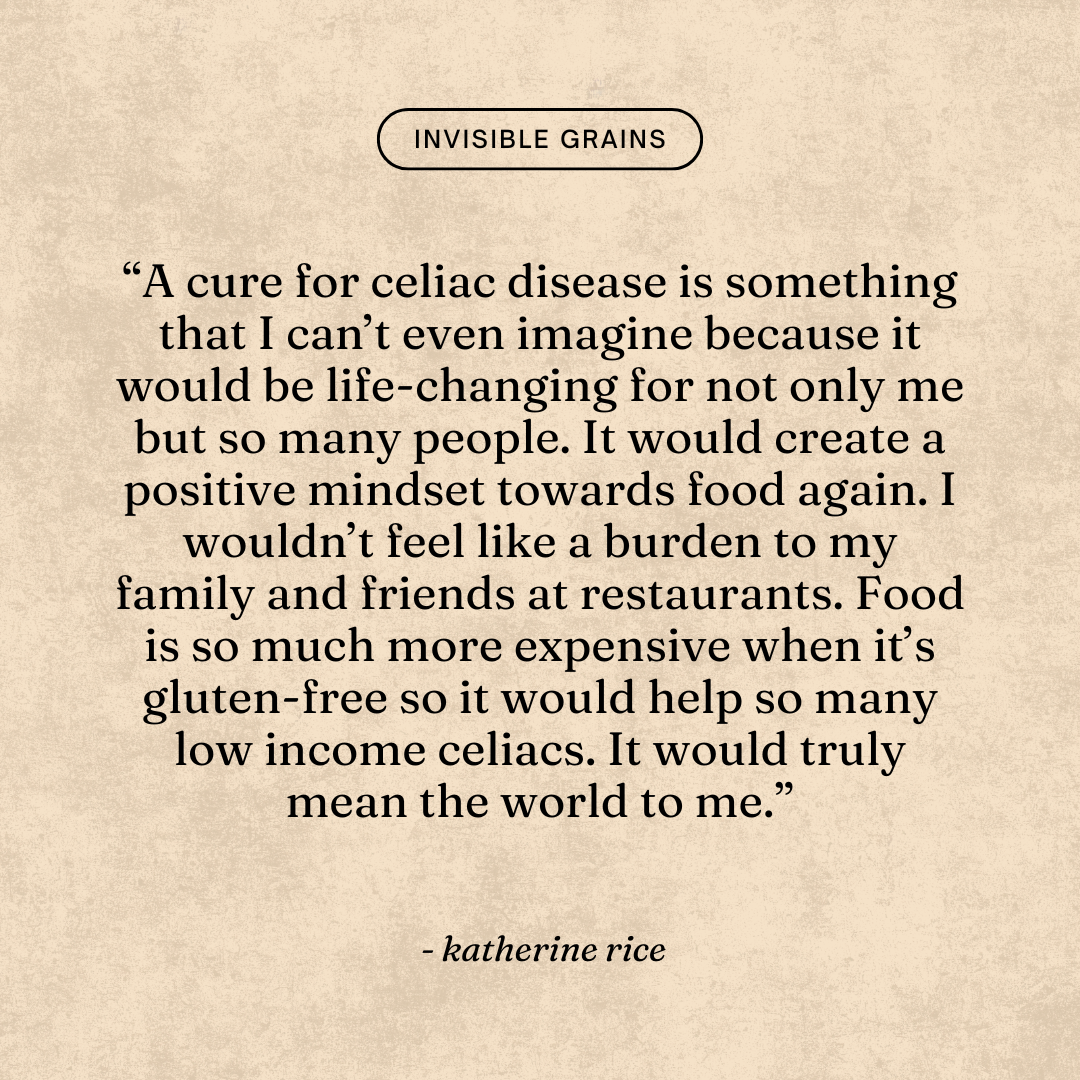 INVISIBLE GRAINS
“A cure for celiac disease is something
that I can’t even imagine because it
would be life-changing for not only me
but so many people. It would create a
positive mindset towards food again. I
wouldn’t feel like a burden to my
family and friends at restaurants. Food
is so much more expensive when it’s
gluten-free so it would help so many
low income celiacs. It would truly
mean the world to me.”
- katherine rice